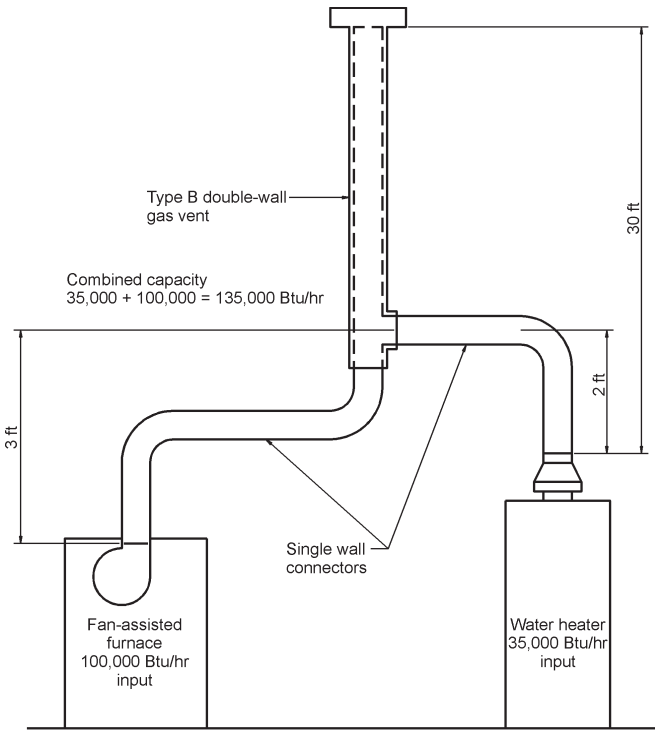 Type B double-wall
gas vent
30 ft
Combined capacity
35,000 + 100,000 = 135,000 Btu/hr
2 ft
3 ft
Single wall
connectors
Fan-assisted
furnace
100,000 Btu/hr
input
Water heater
35,000 Btu/hr
input